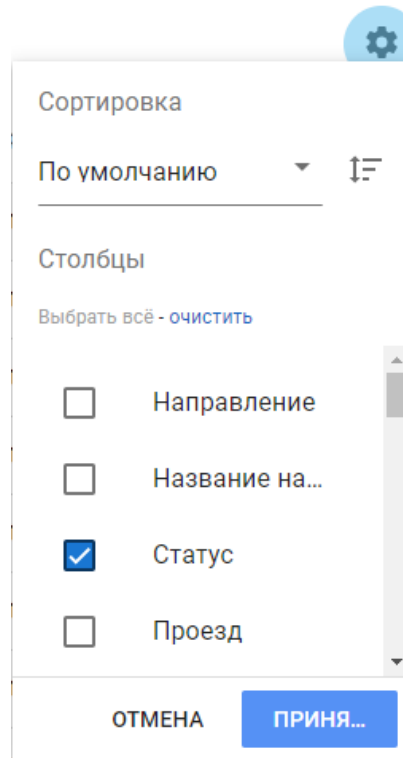 Сортировка
По умолчанию
Столбцы
Выбрать всё - очистить
Направление
Название на...
Статус
Проезд
ОТМЕНА ПРИНЯ...